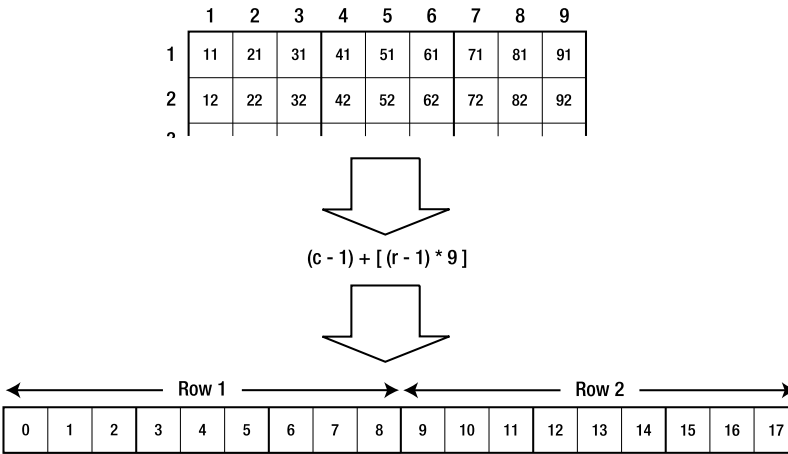 1 2 3 4 5 6 7 8 9
1 11 21 31 41 51 61 71 81 91
2 12 22 32 42 52 62 72 82 92
(c - 1) + [ (r - 1) * 9 ]
Row 1 Row 2
0 1 2 3 4 5 6 7 8 9 10 11 12 13 14 15 16 17